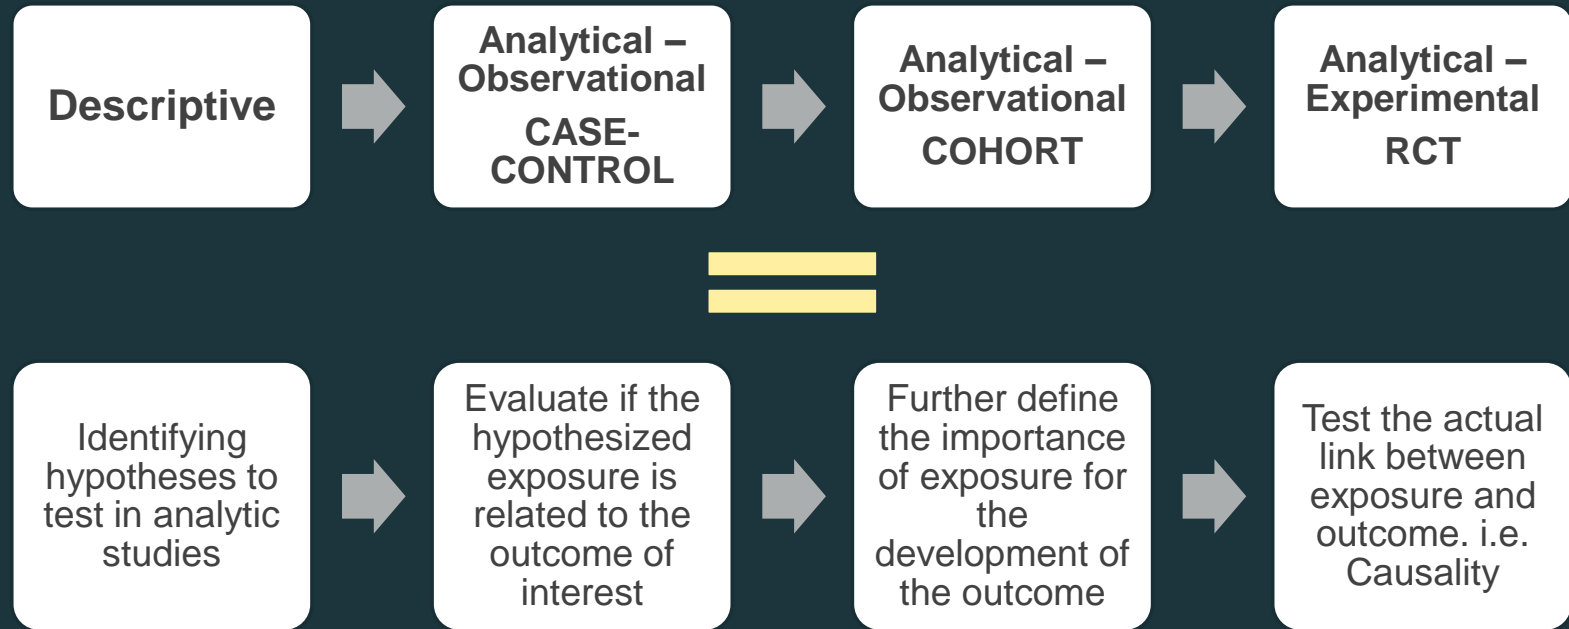 Descriptive
Analytical –
Observational
CASE-
CONTROL
Analytical –
Observational
COHORT
Analytical –
Experimental
RCT
Identifying
hypotheses to
test in analytic
studies
Evaluate if the
hypothesized
exposure is
related to the
outcome of
interest
Further define
the importance
of exposure for
the
development of
the outcome
Test the actual
link between
exposure and
outcome. i.e.
Causality